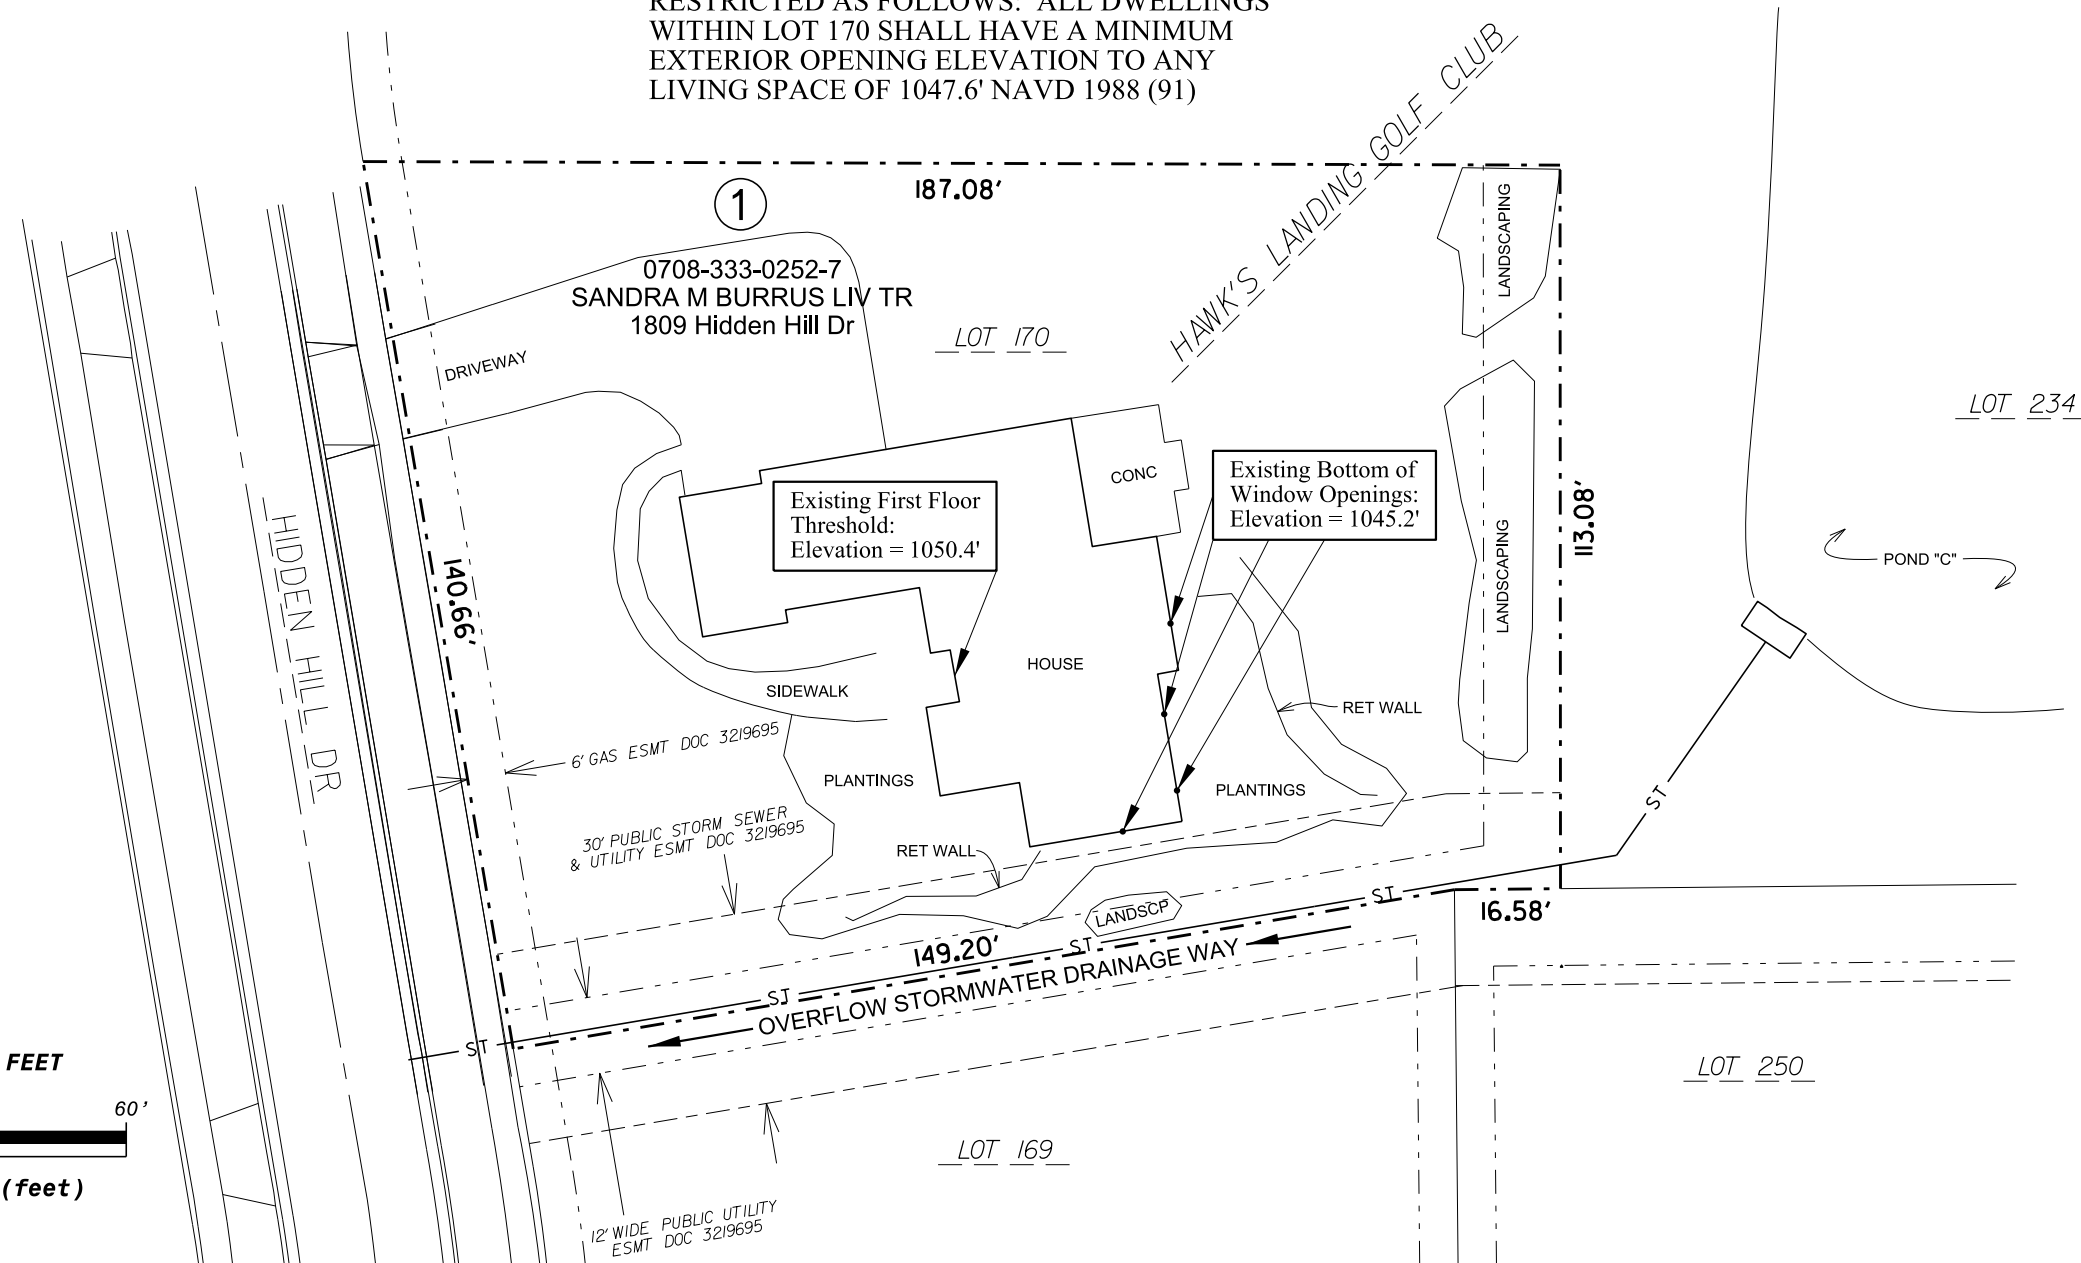 RESTRICTED AS FOLLOWS: ALL DWELLINGS
WITHIN LOT 170 SHALL HAVE A MINIMUM
EXTERIOR OPENING ELEVATION TO ANY
LIVING SPACE OF 1047.6' NAVD 1988 (91)
HAWK'S LANDING GOLF CLUB
187.08'
1
0708-333-0252-7
SANDRA M BURRUS LIV TR
1809 Hidden Hill Dr
LOT 170
LANDSCAPING
DRIVEWAY
LOT 234
CONC
Existing First Floor
Threshold:
Elevation = 1050.4'
Existing Bottom of
Window Openings:
Elevation = 1045.2'
113.08'
LANDSCAPING
POND "C"
HIDDEN HILL DR
140.66'
HOUSE
SIDEWALK
RET WALL
6' GAS ESMT DOC 3219695
PLANTINGS
PLANTINGS
ST
30' PUBLIC STORM SEWER
& UTILITY ESMT DOC 3219695
RET WALL
LANDSCP
ST
16.58'
149.20'
ST
OVERFLOW STORMWATER DRAINAGE WAY
ST
ST
FEET
60'
(feet)
LOT 250
LOT 169
12' WIDE PUBLIC UTILITY
ESMT DOC 3219695